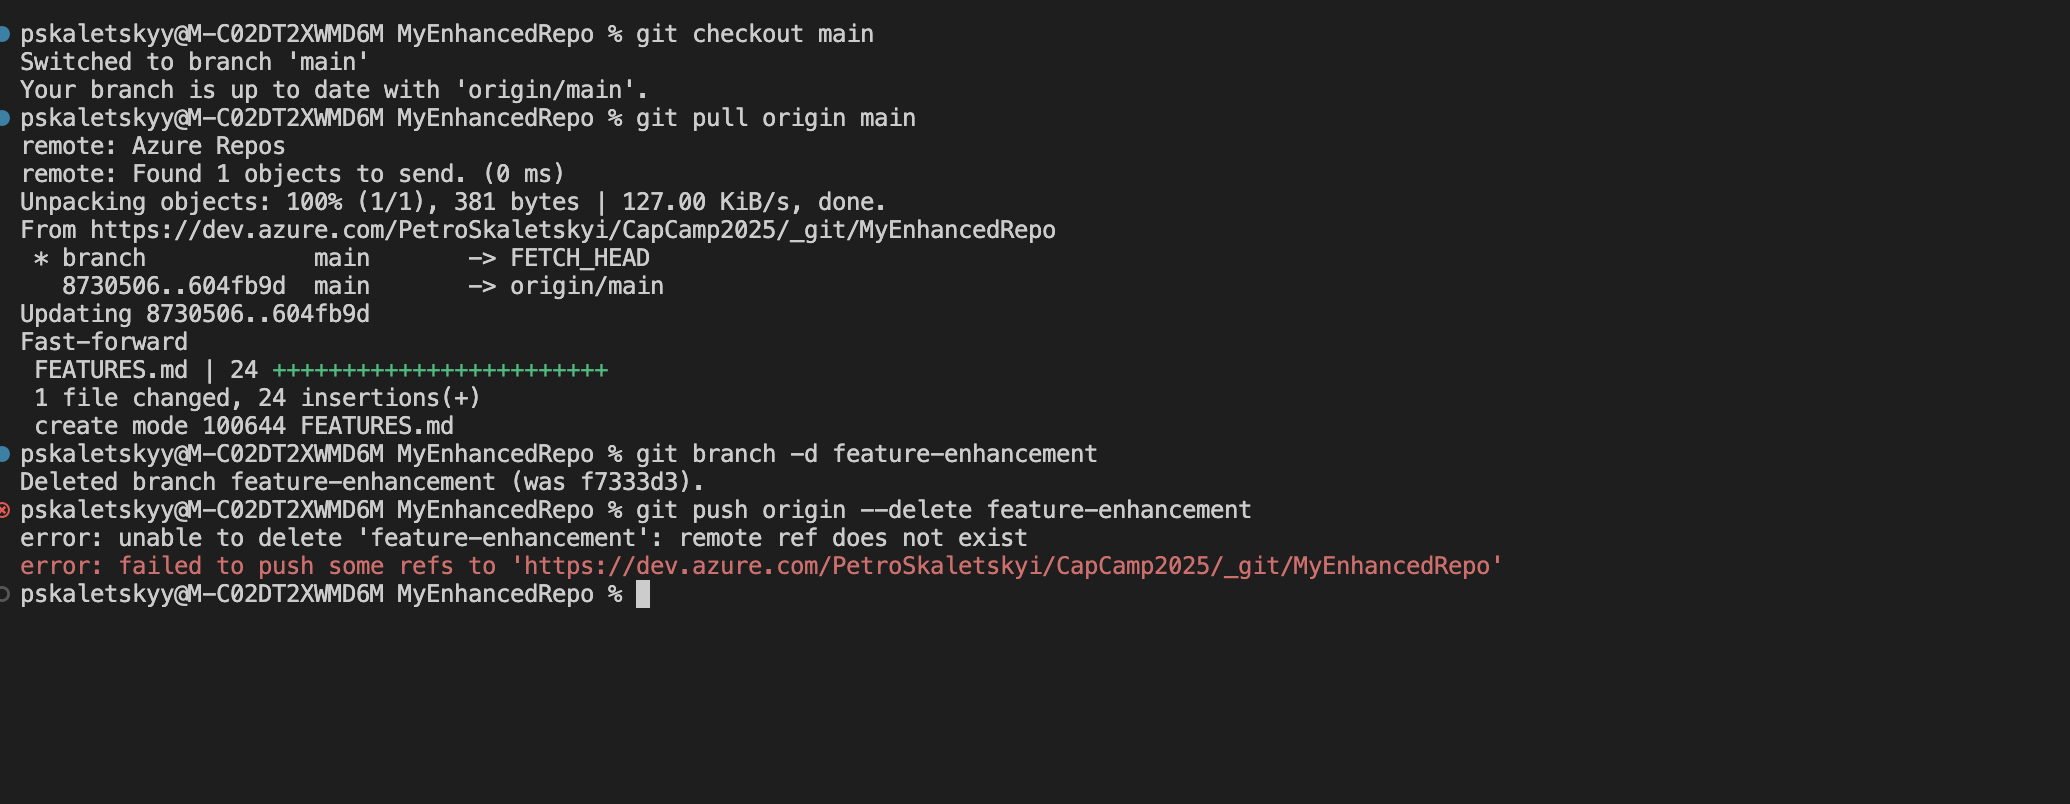 pskaletskyy@M-C02DT2XWMD6M MyEnhancedRepo % git checkout main
Switched to branch 'main'
Your branch is up to date with 'origin/main'.
pskaletskyy@M-C02DT2XWMD6M MyEnhancedRepo % git pull origin main
remote: Azure Repos
remote: Found 1 objects to send. (0 ms)
Unpacking objects: 100% (1/1), 381 bytes | 127.00 KiB/s, done.
From https://dev.azure.com/PetroSkaletskyi/CapCamp2025/_git/MyEnhancedRepo
 * branch            main       -> FETCH_HEAD
   8730506..604fb9d  main       -> origin/main
Updating 8730506..604fb9d
Fast-forward
 FEATURES.md | 24 ++++++++++++++++++++++++
 1 file changed, 24 insertions(+)
 create mode 100644 FEATURES.md
pskaletskyy@M-C02DT2XWMD6M MyEnhancedRepo % git branch -d feature-enhancement
Deleted branch feature-enhancement (was f7333d3).
pskaletskyy@M-C02DT2XWMD6M MyEnhancedRepo % git push origin --delete feature-enhancement
error: unable to delete 'feature-enhancement': remote ref does not exist
error: failed to push some refs to 'https://dev.azure.com/PetroSkaletskyi/CapCamp2025/_git/MyEnhancedRepo'
pskaletskyy@M-C02DT2XWMD6M MyEnhancedRepo %